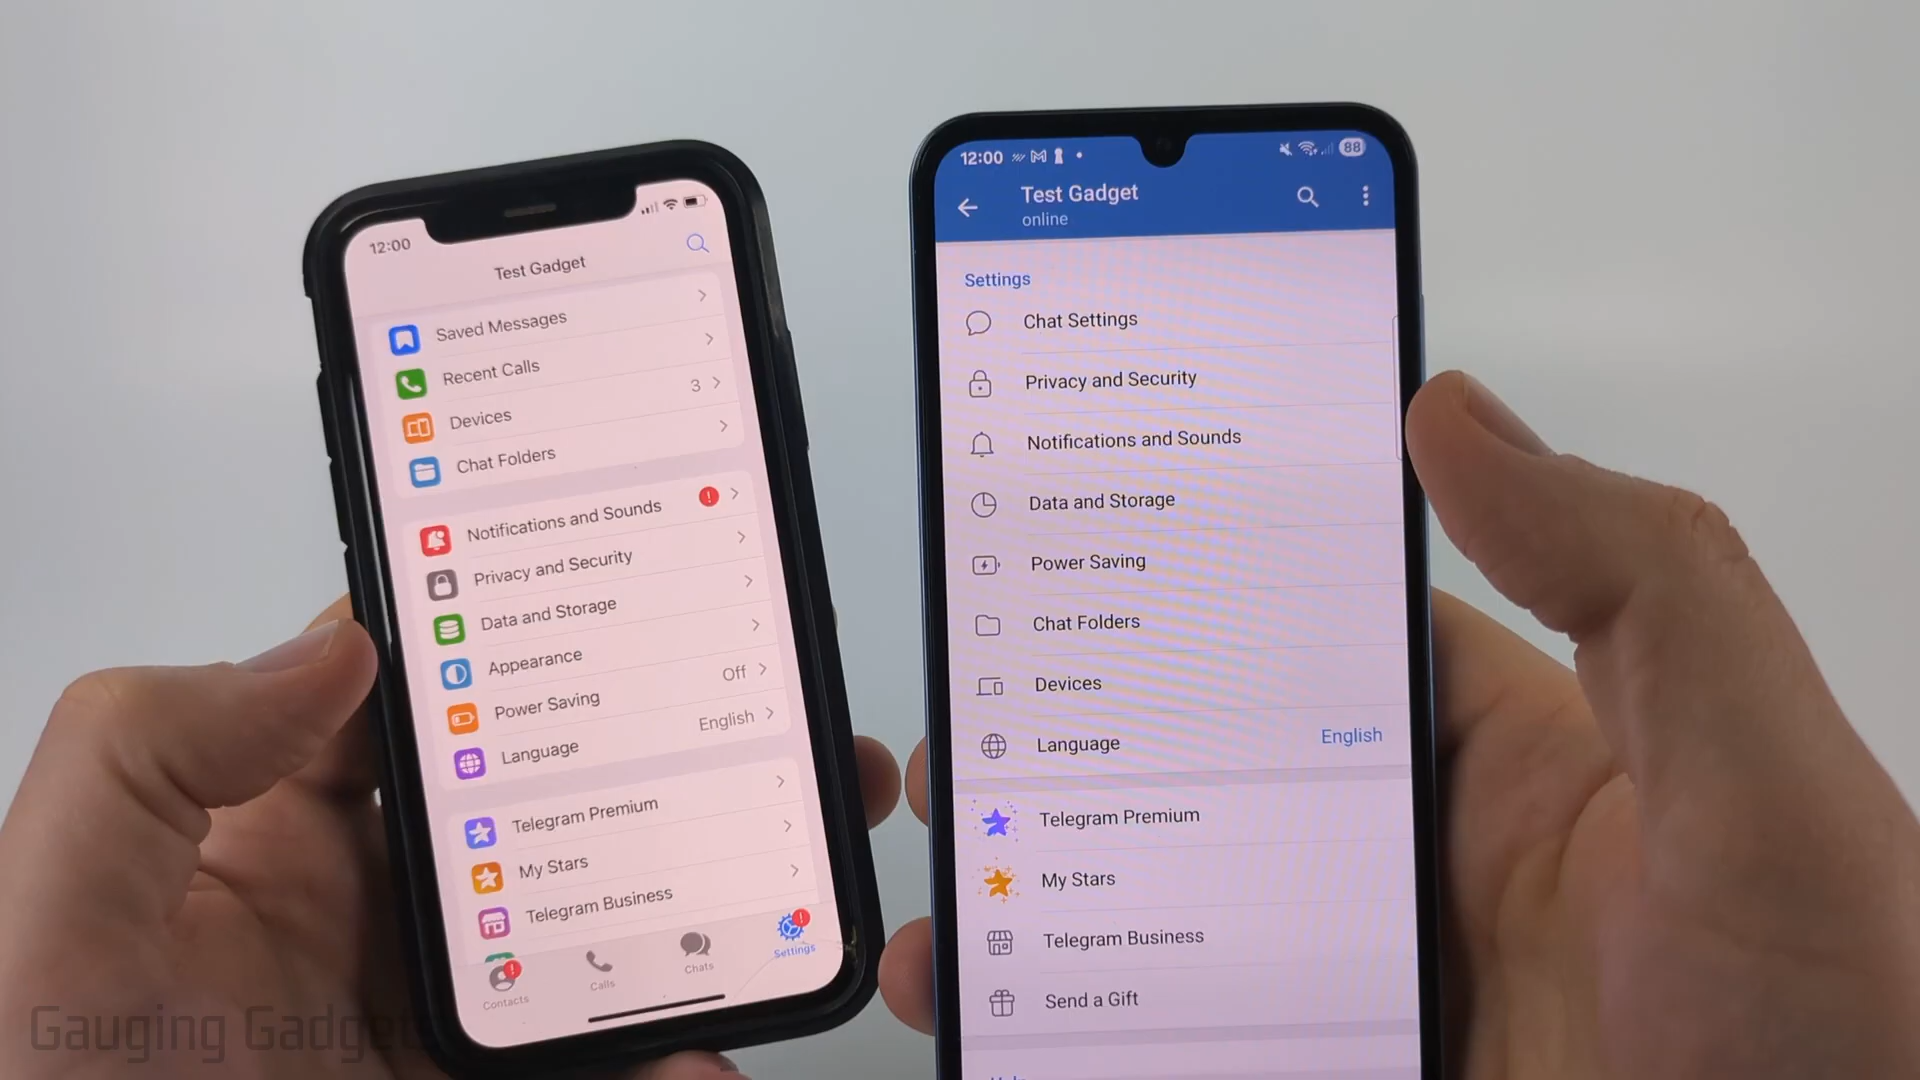 12:00
Test Gadget
Saved Messages
Recent Calls
Devices 3
Chat Folders
Notifications and Sounds !
Privacy and Security
Data and Storage
Appearance
Power Saving Off
Language English
Telegram Premium
My Stars
Telegram Business
Contacts !
Calls
Chats
Settings !
12:00 88
Test Gadget
online
Settings
Chat Settings
Privacy and Security
Notifications and Sounds
Data and Storage
Power Saving
Chat Folders
Devices
Language English
Telegram Premium
My Stars
Telegram Business
Send a Gift
Gauging Gadgets